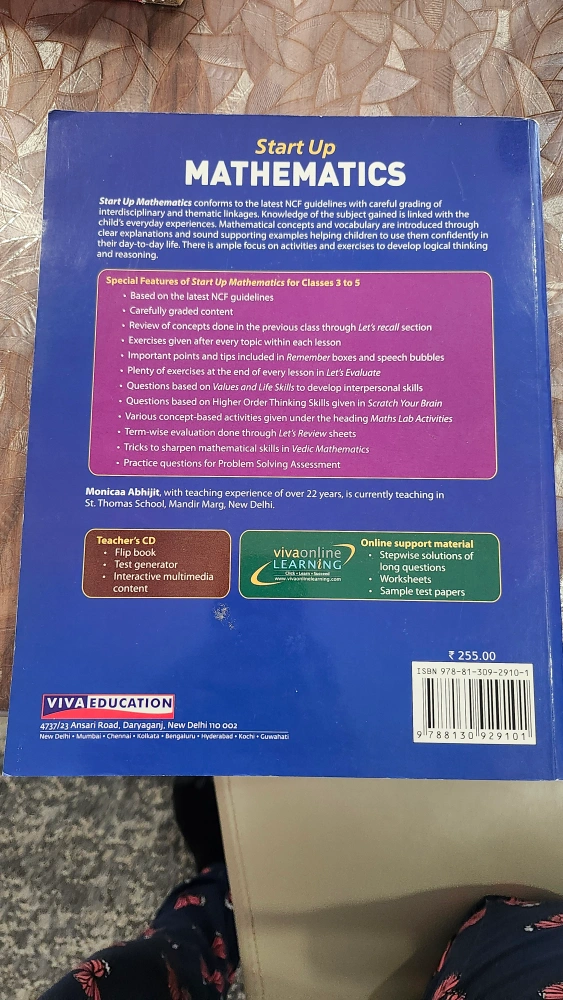 Start Up
MATHEMATICS
Start Up Mathematics conforms to the latest NCF guidelines with careful grading of
interdisciplinary and thematic linkages. Knowledge of the subject gained is linked with the
child's everyday experiences. Mathematical concepts and vocabulary are introduced through
clear explanations and sound supporting examples helping children to use them confidently in
their day-to-day life. There is ample focus on activities and exercises to develop logical thinking
and reasoning.
Special Features of Start Up Mathematics for Classes 3 to 5
• Based on the latest NCF guidelines
• Carefully graded content
• Review of concepts done in the previous class through Let's recall section
• Exercises given after every topic within each lesson
• Important points and tips included in Remember boxes and speech bubbles
• Plenty of exercises at the end of every lesson in Let's Evaluate
• Questions based on Values and Life Skills to develop interpersonal skills
• Questions based on Higher Order Thinking Skills given in Scratch Your Brain
• Various concept-based activities given under the heading Maths Lab Activities
• Term-wise evaluation done through Let's Review sheets
• Tricks to sharpen mathematical skills in Vedic Mathematics
• Practice questions for Problem Solving Assessment
Monicaa Abhijit, with teaching experience of over 22 years, is currently teaching in
St. Thomas School, Mandir Marg, New Delhi.
Teacher's CD
• Flip book
• Test generator
• Interactive multimedia
content
vivaonline
LEARNING
Click • Learn • Succeed
www.vivaonlinelearning.com
Online support material
• Stepwise solutions of
long questions
• Worksheets
• Sample test papers
₹ 255.00
ISBN 978-81-309-2910-1
9 788130 929101
VIVA EDUCATION
4737/23 Ansari Road, Daryaganj, New Delhi 110 002
New Delhi • Mumbai • Chennai • Kolkata • Bengaluru • Hyderabad • Kochi • Guwahati